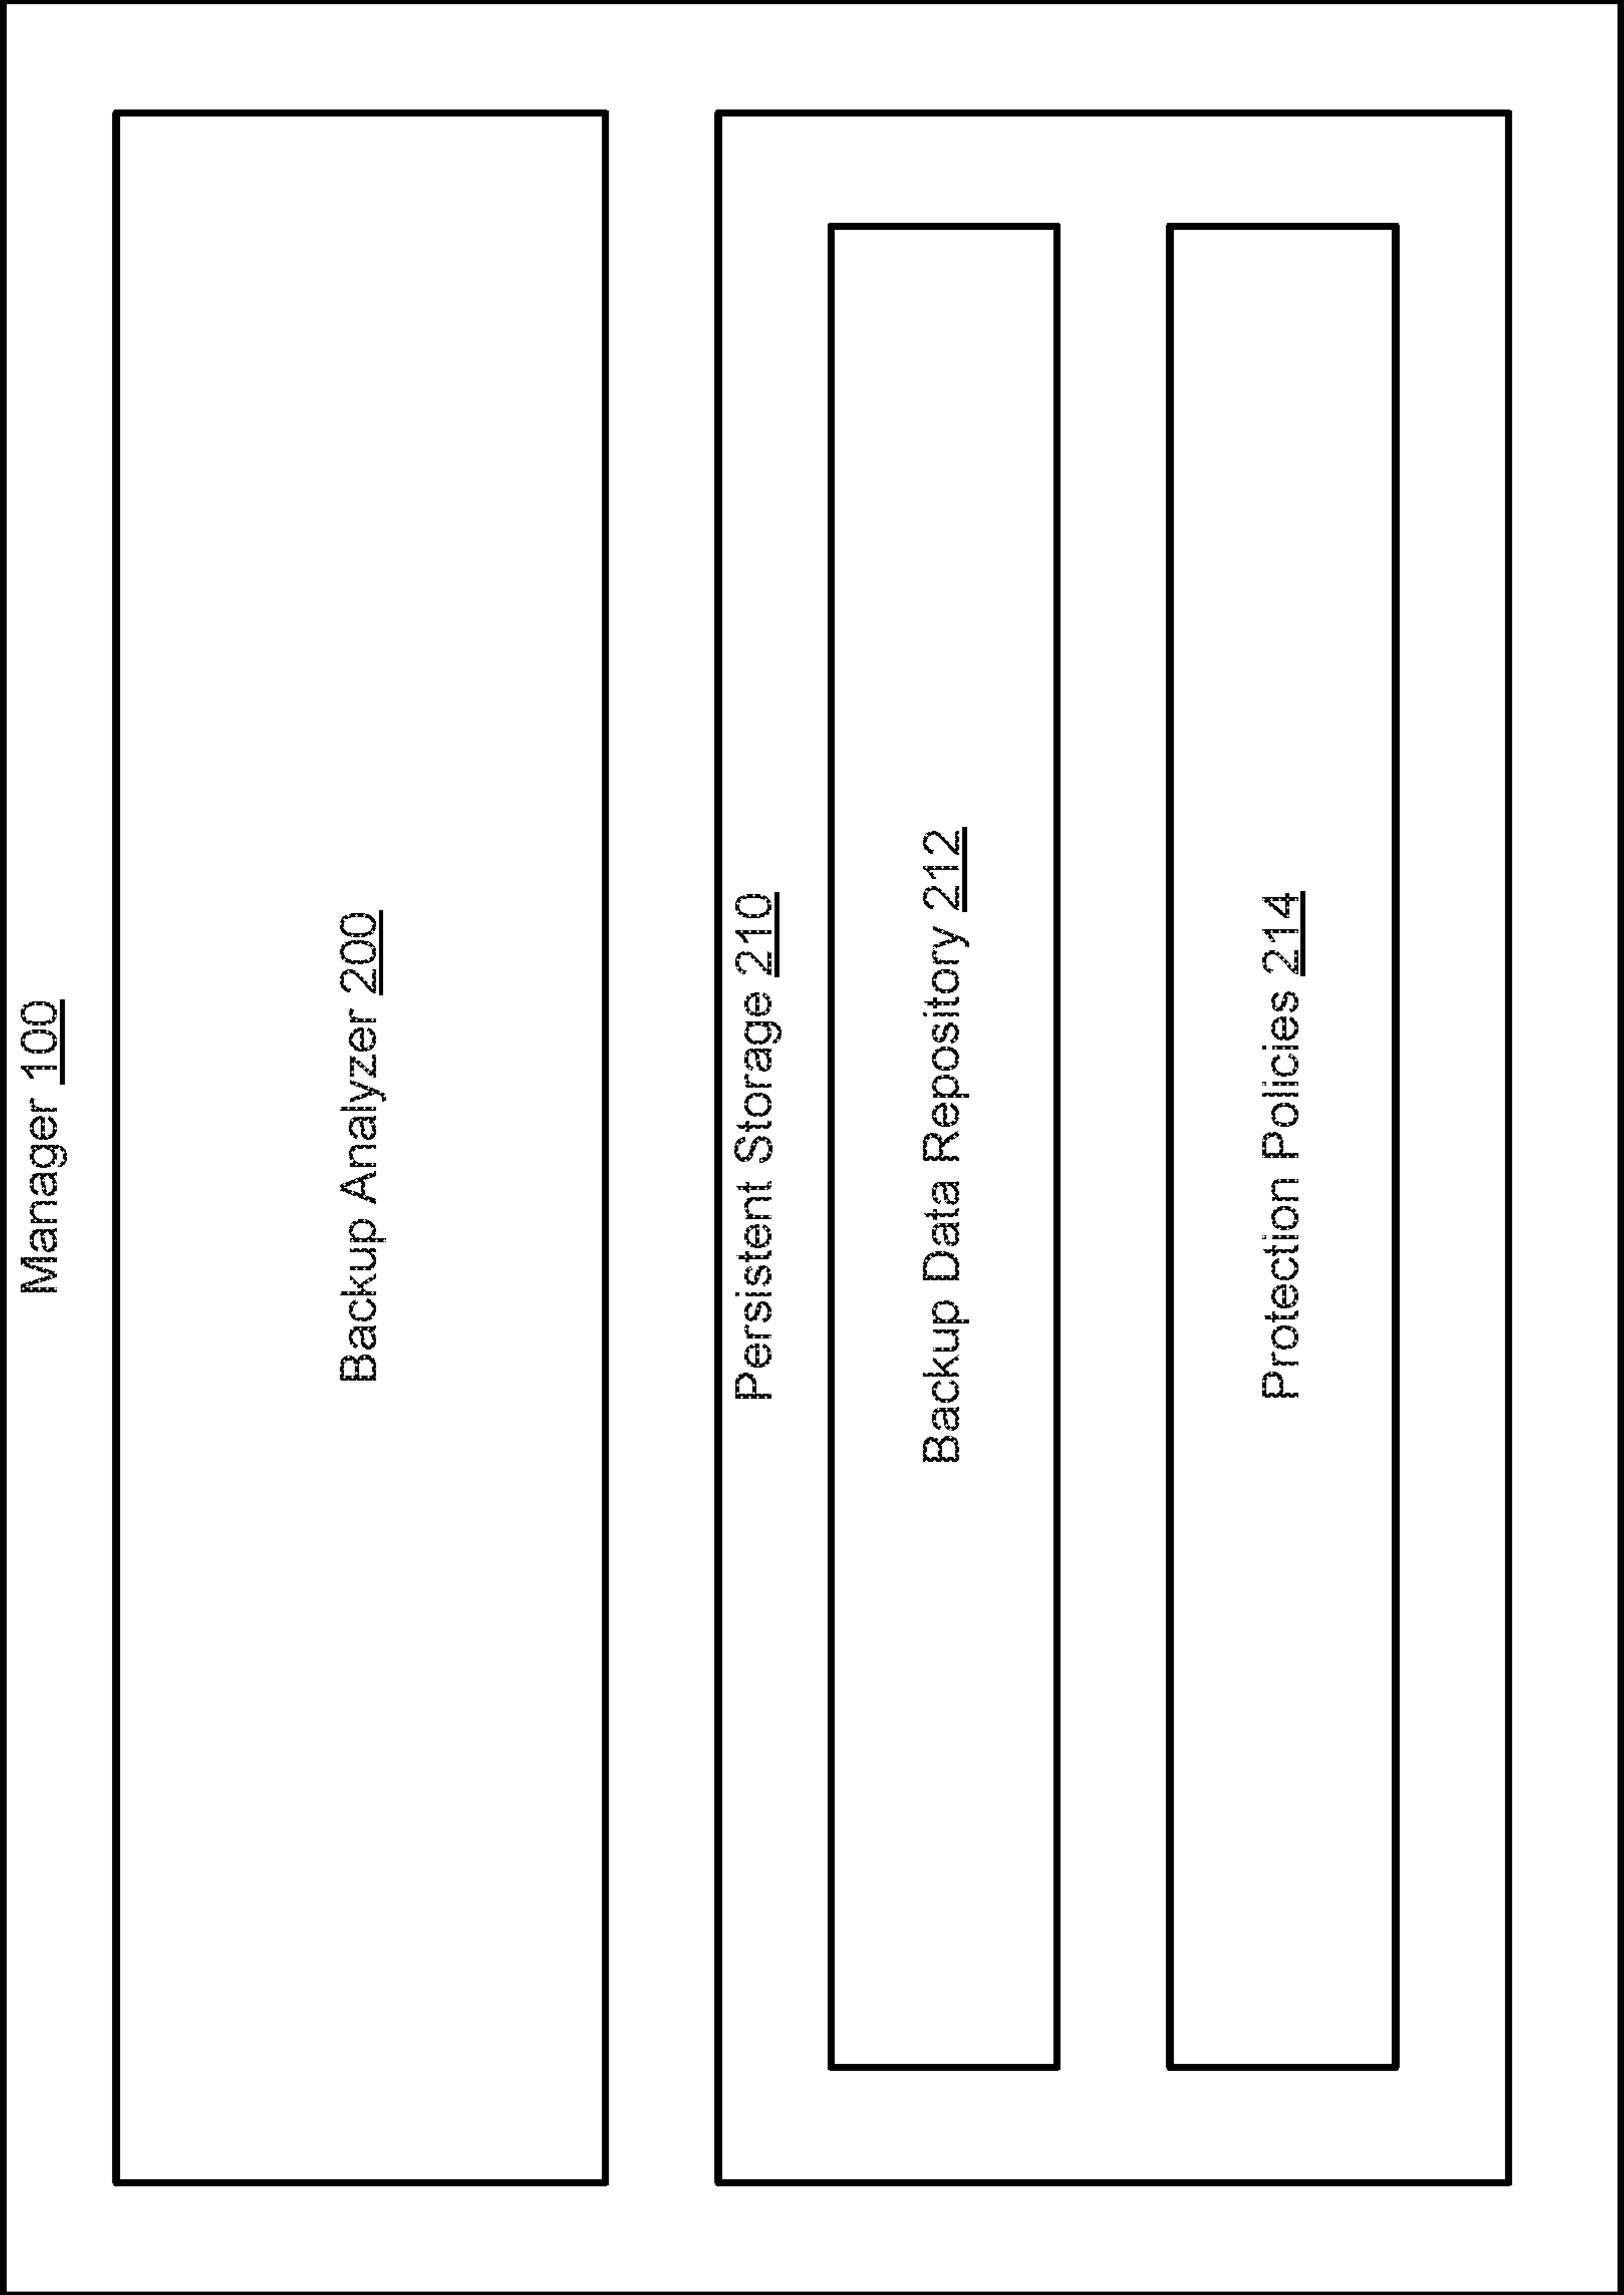 Manager 100
Backup Analyzer 200
Persistent Storage 210
Backup Data Repository 212
Protection Policies 214